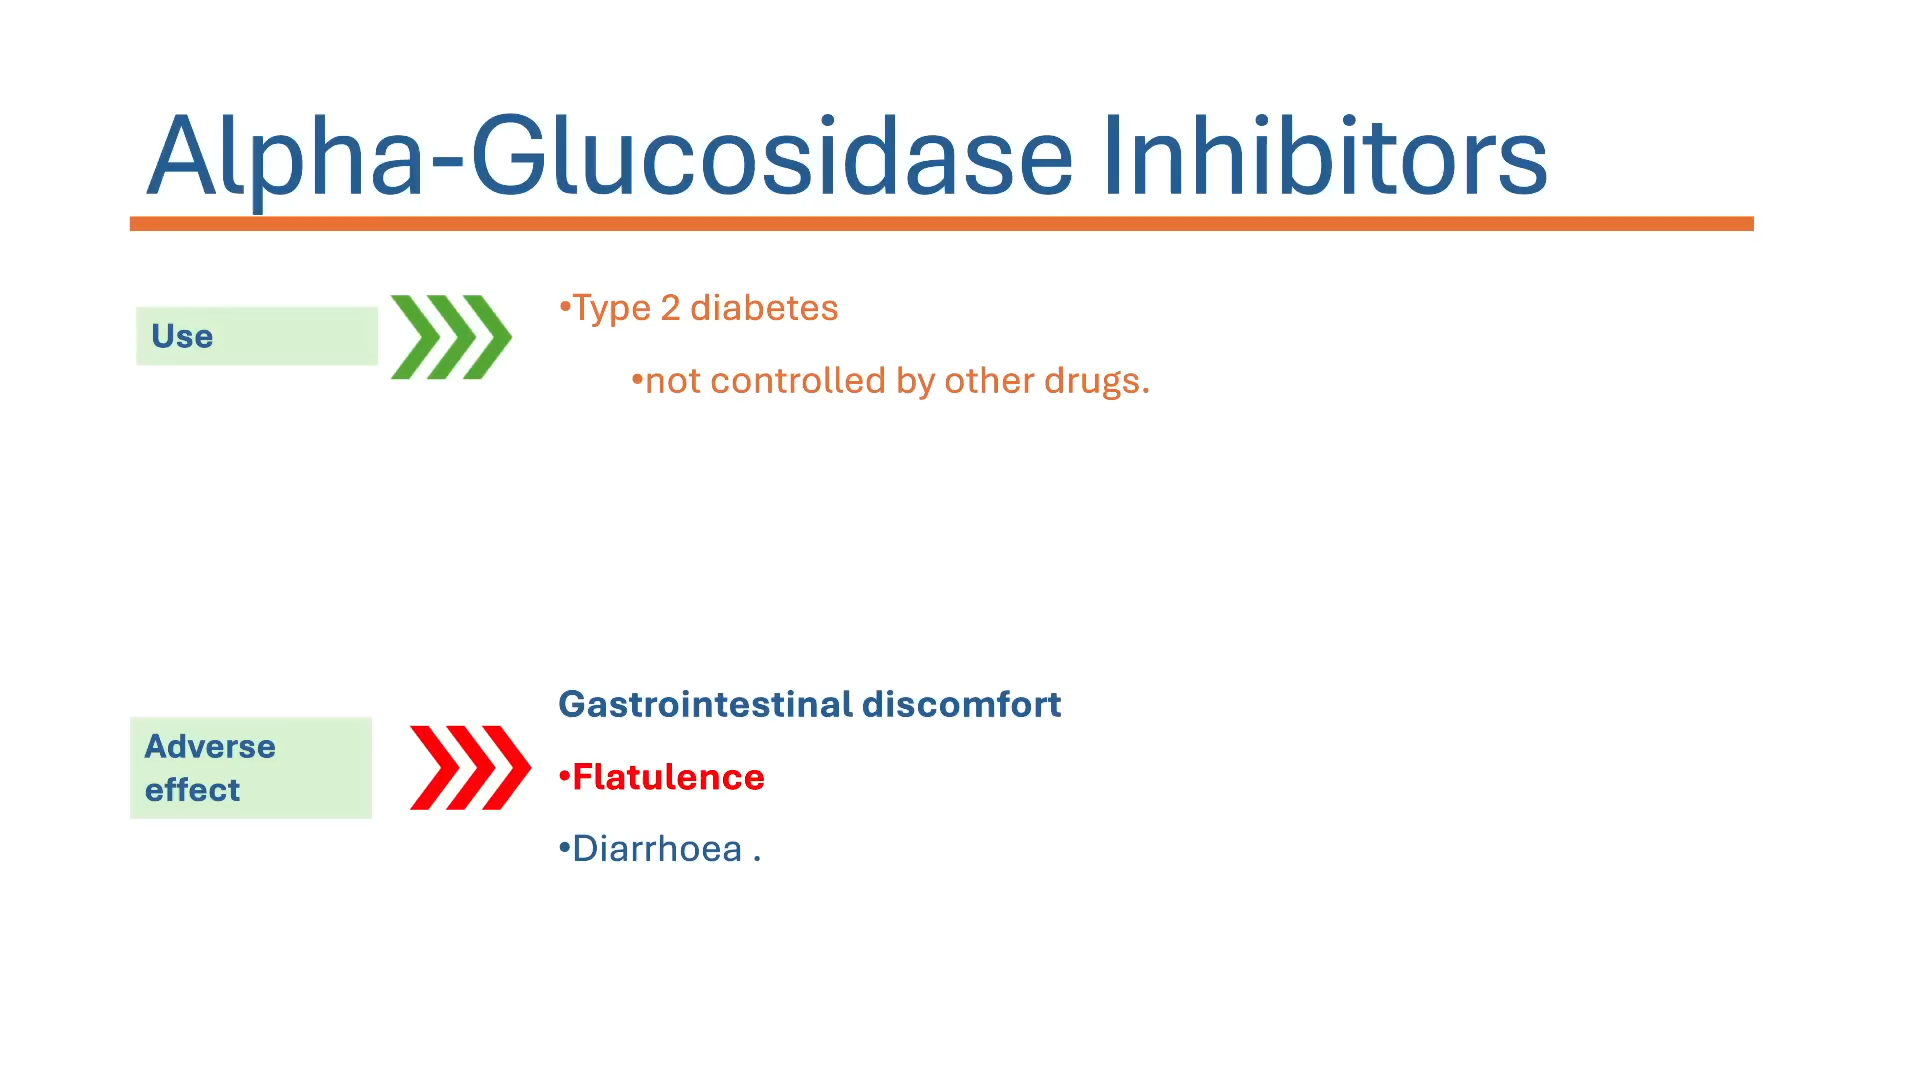 Alpha-Glucosidase Inhibitors
Use
•Type 2 diabetes
•not controlled by other drugs.
Adverse
effect
Gastrointestinal discomfort
•Flatulence
•Diarrhoea .